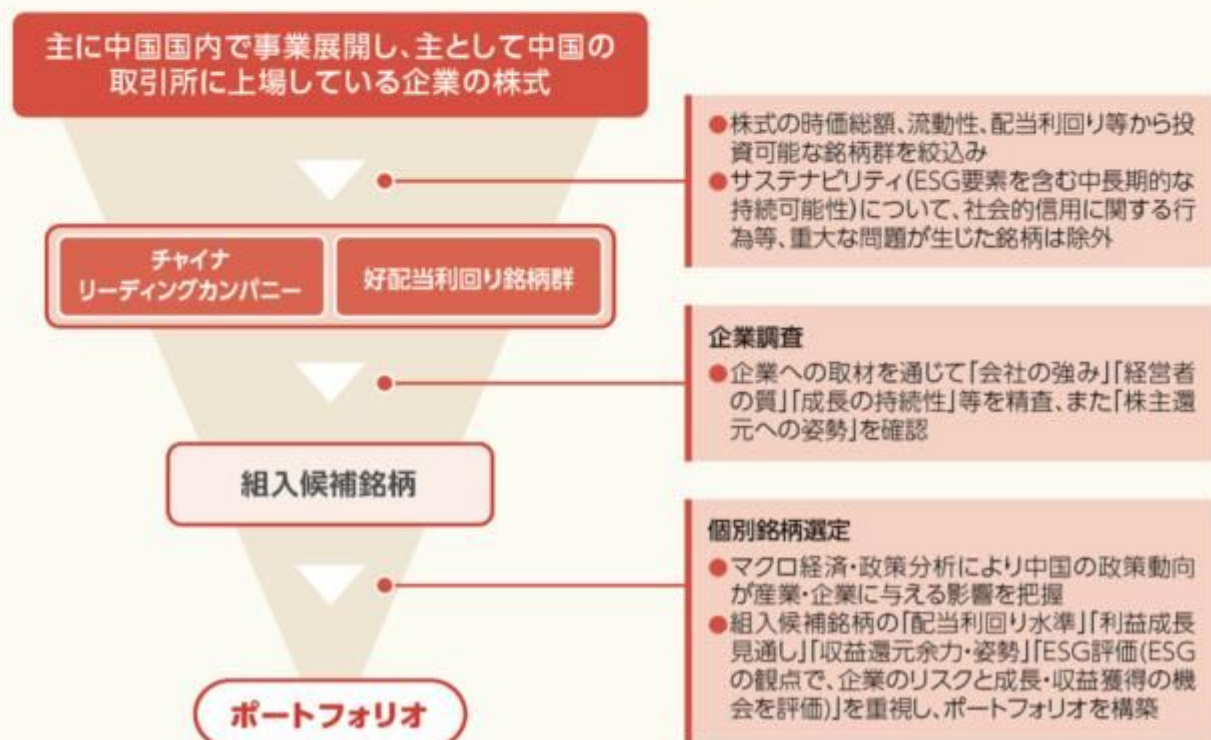 主に中国国内で事業展開し、主として中国の
取引所に上場している企業の株式
●株式の時価総額、流動性、配当利回り等から投
資可能な銘柄群を絞込み
●サステナビリティ(ESG要素を含む中長期的な
持続可能性)について、社会的信用に関する行
為等、重大な問題が生じた銘柄は除外
チャイナ
リーディングカンパニー
好配当利回り銘柄群
企業調査
●企業への取材を通じて「会社の強み」「経営者
の質」「成長の持続性」等を精査、また「株主還
元への姿勢」を確認
組入候補銘柄
個別銘柄選定
●マクロ経済・政策分析により中国の政策動向
が産業・企業に与える影響を把握
●組入候補銘柄の「配当利回り水準」「利益成長
見通し」「収益還元余力・姿勢」「ESG評価(ESG
の観点で、企業のリスクと成長・収益獲得の機
会を評価)」を重視し、ポートフォリオを構築
ポートフォリオ